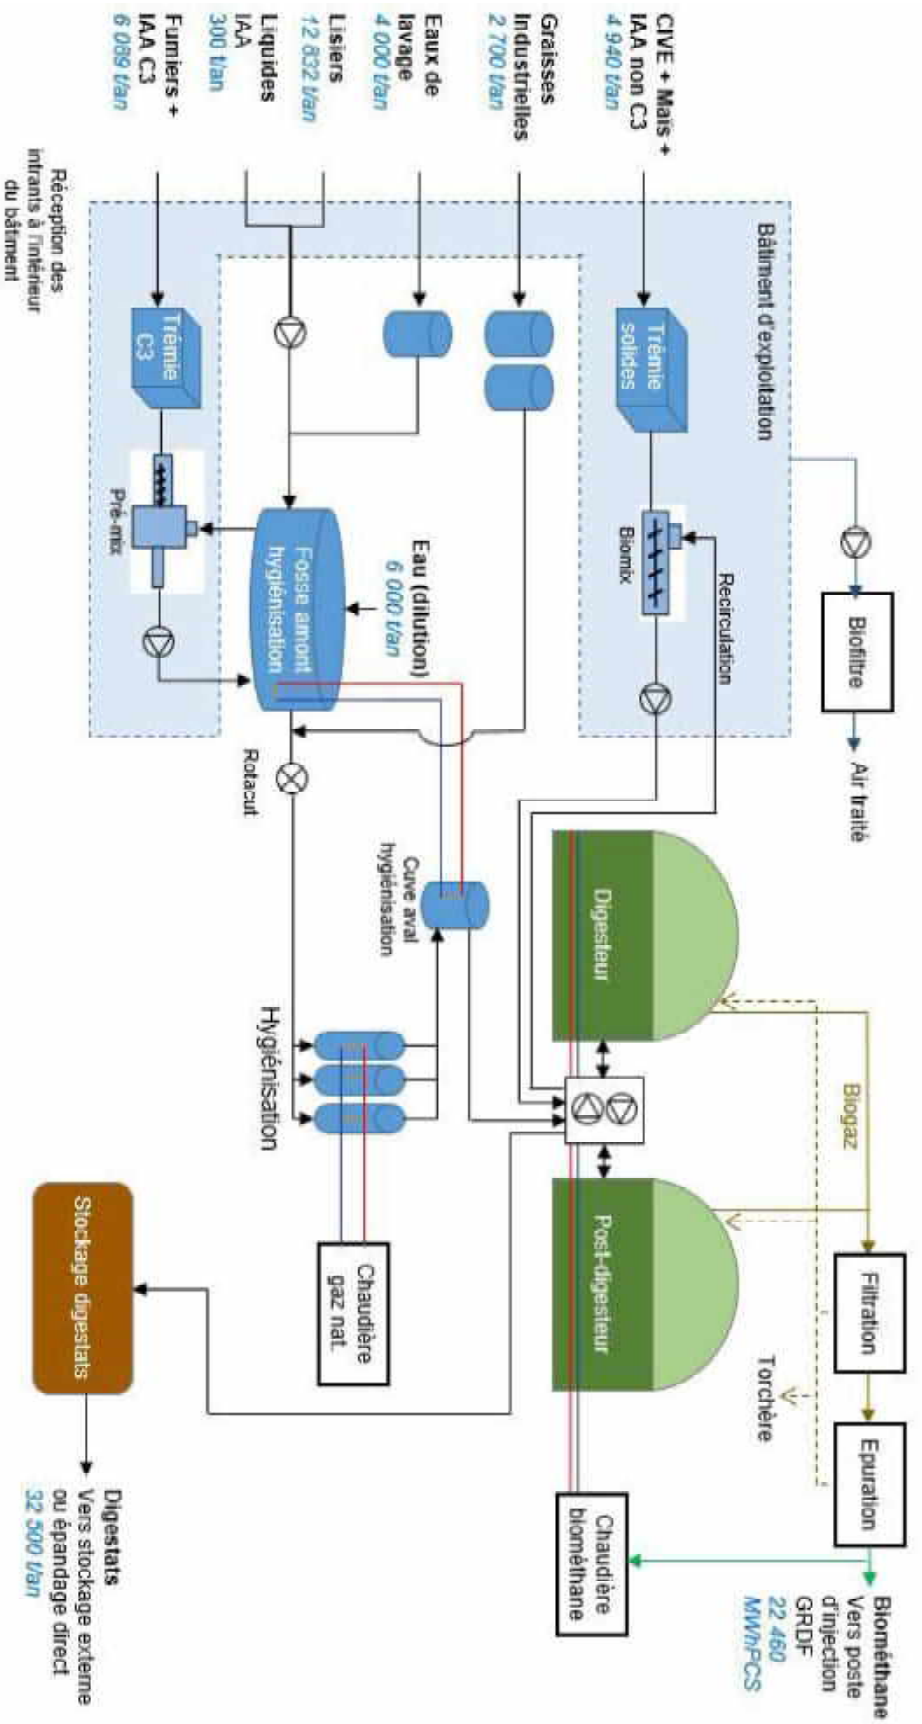 Bâtiment d'exploitation
Biofiltre
Air traité
Biogaz
Filtration
Epuration
Torchère
Biométhane
Vers poste
d'injection
GRDF
22 460
MWhPCS
CIVE + Maïs +
IAA non C3
4 940 t/an
Trémie
solides
Biomix
Recirculation
Digesteur
Post-digesteur
Chaudière
biométhane
Graisses
Industrielles
2 700 t/an
Eaux de
lavage
4 000 t/an
Eau (dilution)
6 000 t/an
Lisiers
12 832 t/an
Liquides
IAA
300 t/an
Fosse amont
hygiénisation
Rotacut
Cuve aval
hygiénisation
Hygiénisation
Chaudière
gaz nat.
Fumiers +
IAA C3
6 089 t/an
Trémie
C3
Pré-mix
Réception des
intrants à l'intérieur
du bâtiment
Stockage digestats
Digestats
Vers stockage externe
ou épandage direct
32 500 t/an